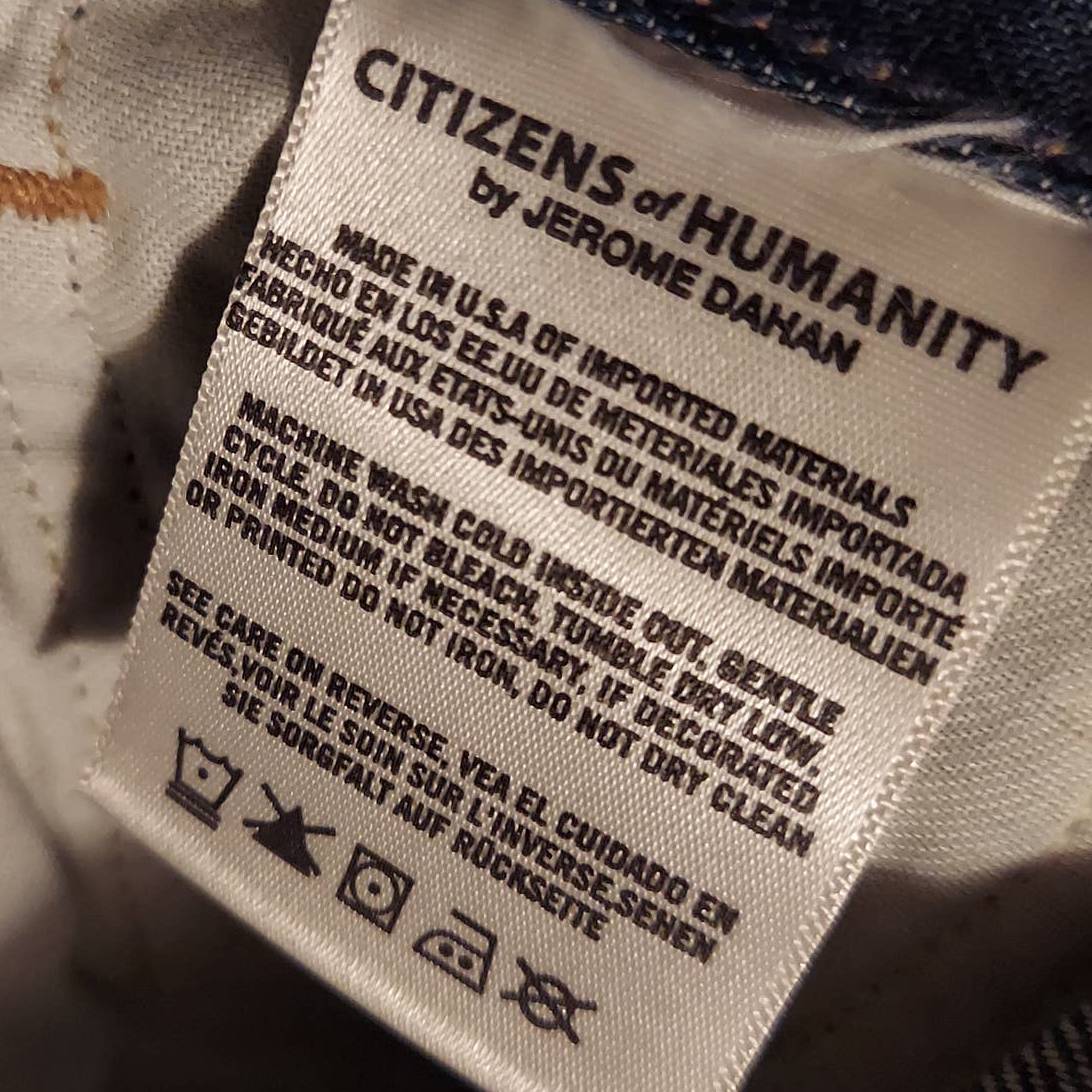 CITIZENS of HUMANITY
by JEROME DAHAN
MADE IN U.S.A OF IMPORTED MATERIALS
HECHO EN LOS EE.UU DE METERIALES IMPORTADA
FABRIQUÉ AUX ETATS-UNIS DU MATÉRIELS IMPORTÉ
GEBILDET IN USA DES IMPORTIERTEN MATERIALIEN
MACHINE WASH COLD INSIDE OUT. GENTLE
CYCLE. DO NOT BLEACH, TUMBLE DRY LOW,
IRON MEDIUM IF NECESSARY, IF DECORATED
OR PRINTED DO NOT IRON, DO NOT DRY CLEAN
SEE CARE ON REVERSE, VEA EL CUIDADO EN
REVÉS,VOIR LE SOIN SUR L'INVERSE,SEHEN
SIE SORGFALT AUF RÜCKSETTE